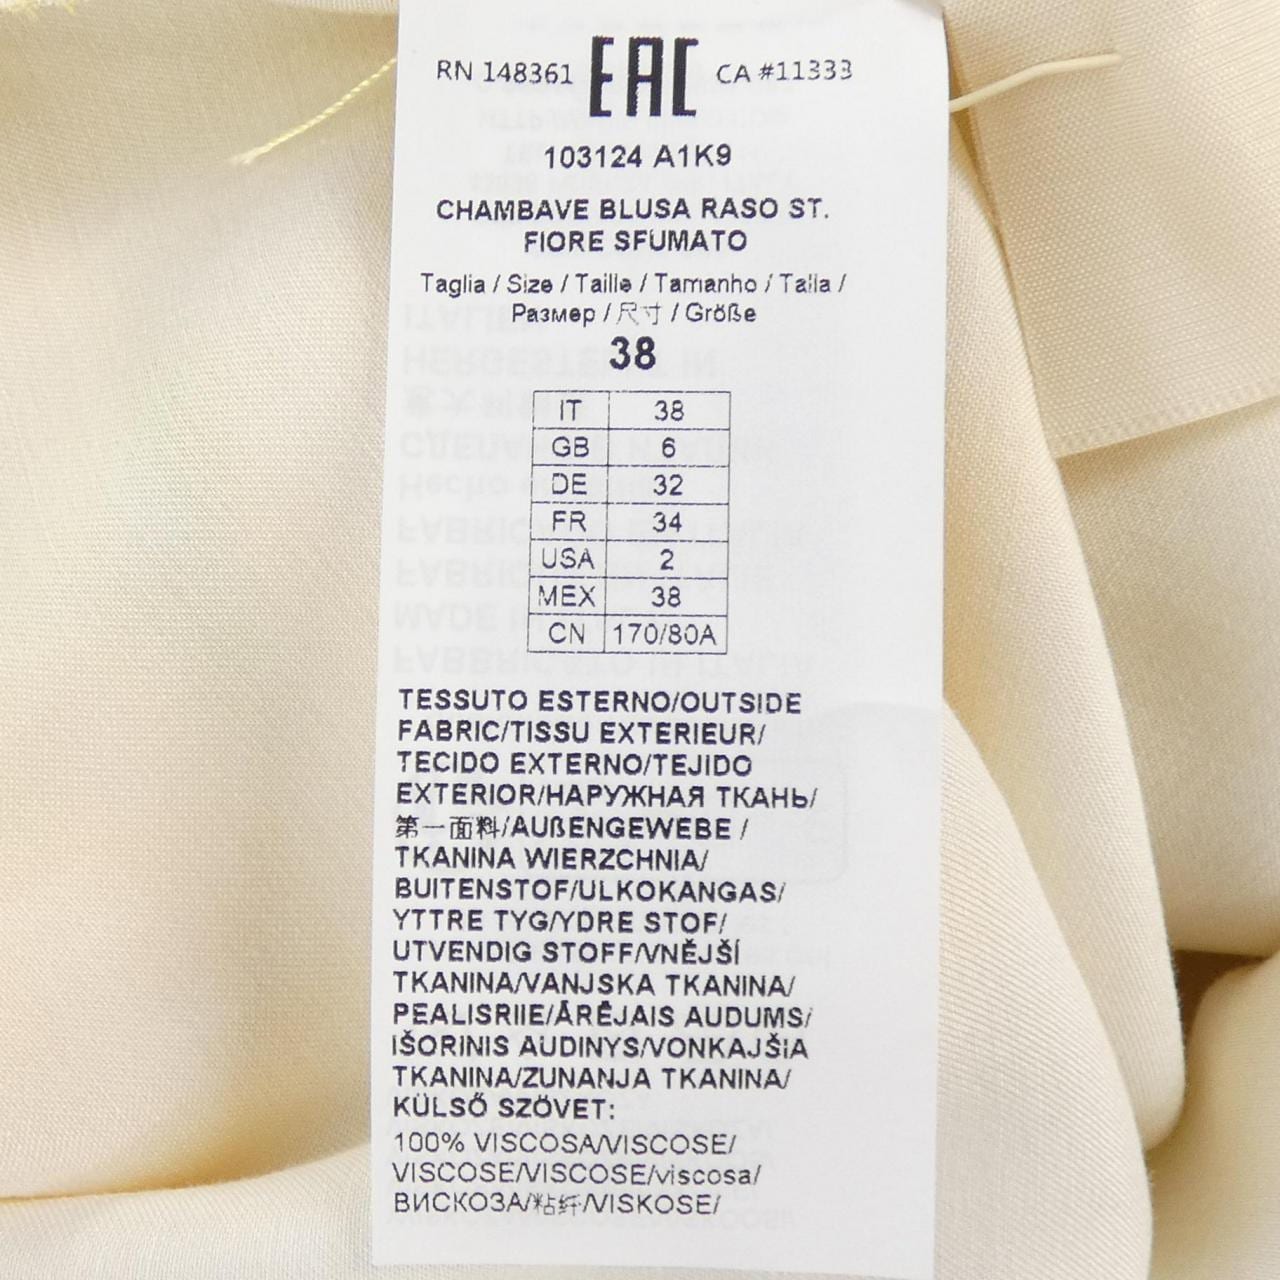 RN 148361 EAC CA #11333
103124 A1K9
CHAMBAVE BLUSA RASO ST.
FIORE SFUMATO
Taglia / Size / Taille / Tamanho / Talla /
Размер / 尺寸 / Größe
38
IT 38
GB 6
DE 32
FR 34
USA 2
MEX 38
CN 170/80A
TESSUTO ESTERNO/OUTSIDE
FABRIC/TISSU EXTERIEUR/
TECIDO EXTERNO/TEJIDO
EXTERIOR/НАРУЖНАЯ ТКАНЬ/
第一面料/AUßENGEWEBE /
TKANINA WIERZCHNIA/
BUITENSTOF/ULKOKANGAS/
YTTRE TYG/YDRE STOF/
UTVENDIG STOFF/VNĚJŠÍ
TKANINA/VANJSKA TKANINA/
PEALISRIIE/ĀRĒJAIS AUDUMS/
IŠORINIS AUDINYS/VONKAJŠIA
TKANINA/ZUNANJA TKANINA/
KÜLSŐ SZÖVET:
100% VISCOSA/VISCOSE/
VISCOSE/VISCOSE/viscosa/
ВИСКОЗА/粘纤/VISKOSE/